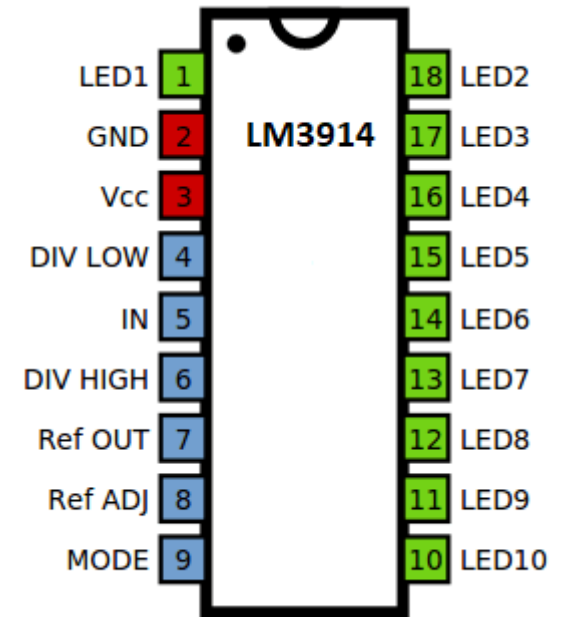 LED1 1 18 LED2
GND 2 LM3914 17 LED3
Vcc 3 16 LED4
DIV LOW 4 15 LED5
IN 5 14 LED6
DIV HIGH 6 13 LED7
Ref OUT 7 12 LED8
Ref ADJ 8 11 LED9
MODE 9 10 LED10